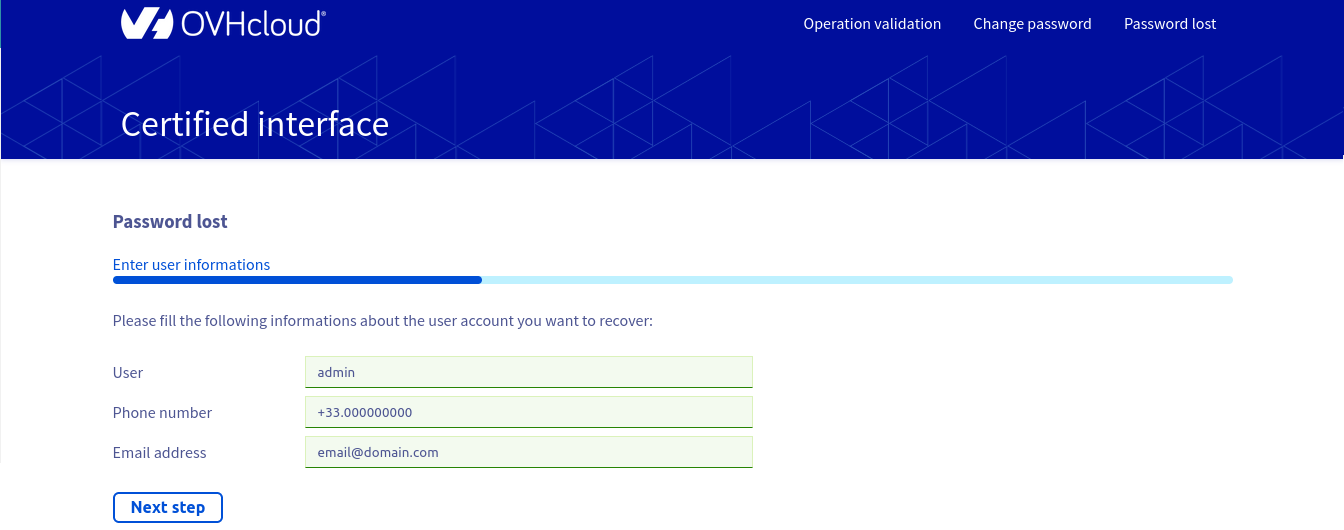 OVHcloud®
Operation validation Change password Password lost
Certified interface
Password lost
Enter user informations
Please fill the following informations about the user account you want to recover:
User admin
Phone number +33.000000000
Email address email@domain.com
Next step